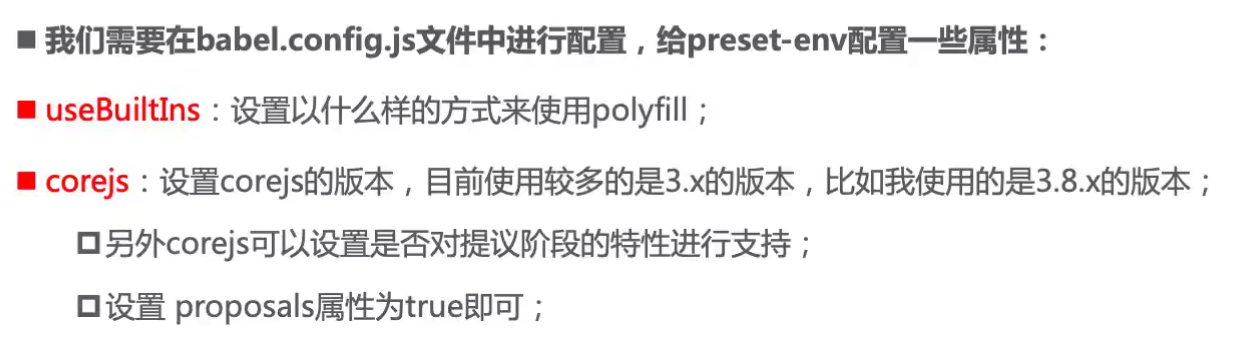 我们需要在babel.config.js文件中进行配置，给preset-env配置一些属性：
useBuiltIns：设置以什么样的方式来使用polyfill；
corejs：设置corejs的版本，目前使用较多的是3.x的版本，比如我使用的是3.8.x的版本；
另外corejs可以设置是否对提议阶段的特性进行支持；
设置 proposals属性为true即可；